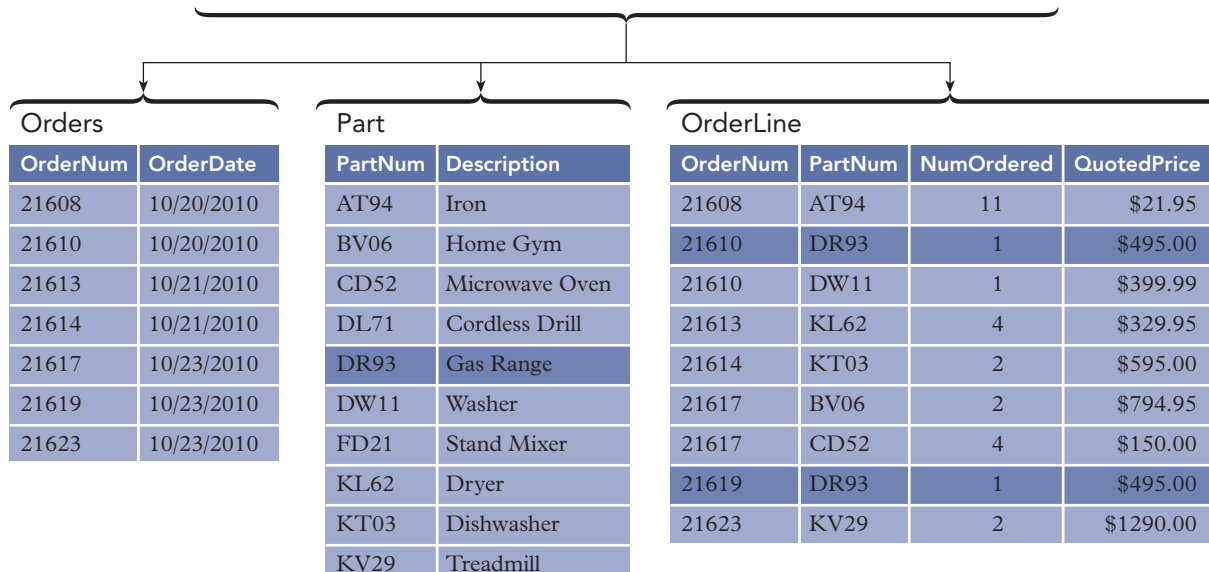 Orders
OrderNum OrderDate
21608 10/20/2010
21610 10/20/2010
21613 10/21/2010
21614 10/21/2010
21617 10/23/2010
21619 10/23/2010
21623 10/23/2010
Part
PartNum Description
AT94 Iron
BV06 Home Gym
CD52 Microwave Oven
DL71 Cordless Drill
DR93 Gas Range
DW11 Washer
FD21 Stand Mixer
KL62 Dryer
KT03 Dishwasher
KV29 Treadmill
OrderLine
OrderNum PartNum NumOrdered QuotedPrice
21608 AT94 11 $21.95
21610 DR93 1 $495.00
21610 DW11 1 $399.99
21613 KL62 4 $329.95
21614 KT03 2 $595.00
21617 BV06 2 $794.95
21617 CD52 4 $150.00
21619 DR93 1 $495.00
21623 KV29 2 $1290.00